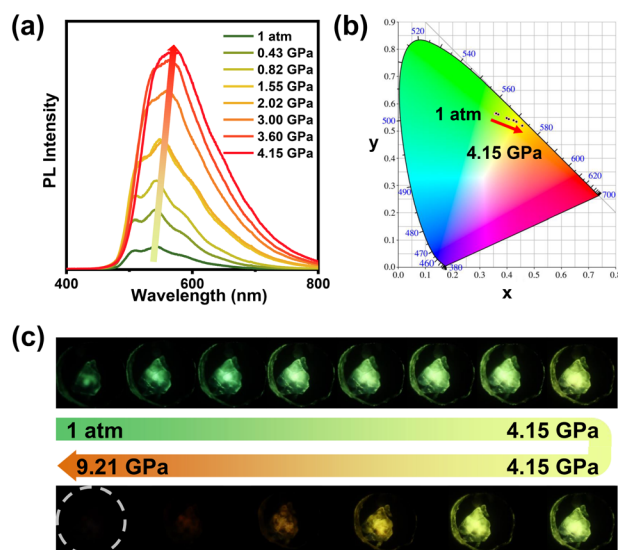 (a)
PL Intensity
1 atm
0.43 GPa
0.82 GPa
1.55 GPa
2.02 GPa
3.00 GPa
3.60 GPa
4.15 GPa
400 500 600 700 800
Wavelength (nm)
(b)
y
0.9
0.8
0.7
0.6
0.5
0.4
0.3
0.2
0.1
0.0
520
540
560
500
580
600
620
700
490
480
470
460
380
1 atm
4.15 GPa
0.0 0.1 0.2 0.3 0.4 0.5 0.6 0.7 0.8
x
(c)
1 atm 4.15 GPa
9.21 GPa 4.15 GPa